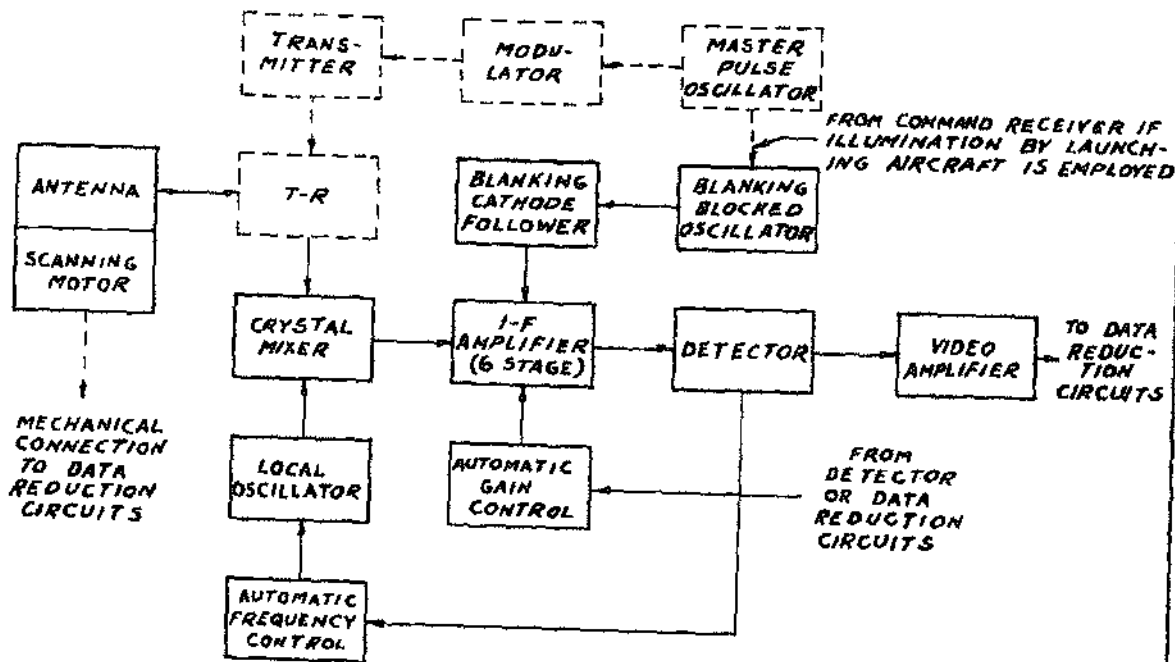 TRANS-
MITTER
MODU-
LATOR
MASTER
PULSE
OSCILLATOR
FROM COMMAND RECEIVER IF
ILLUMINATION BY LAUNCH-
ING AIRCRAFT IS EMPLOYED
ANTENNA
SCANNING
MOTOR
T-R
BLANKING
CATHODE
FOLLOWER
BLANKING
BLOCKED
OSCILLATOR
CRYSTAL
MIXER
I-F
AMPLIFIER
(6 STAGE)
DETECTOR
VIDEO
AMPLIFIER
TO DATA
REDUC-
TION
CIRCUITS
MECHANICAL
CONNECTION
TO DATA
REDUCTION
CIRCUITS
LOCAL
OSCILLATOR
AUTOMATIC
GAIN
CONTROL
FROM
DETECTOR
OR DATA
REDUCTION
CIRCUITS
AUTOMATIC
FREQUENCY
CONTROL